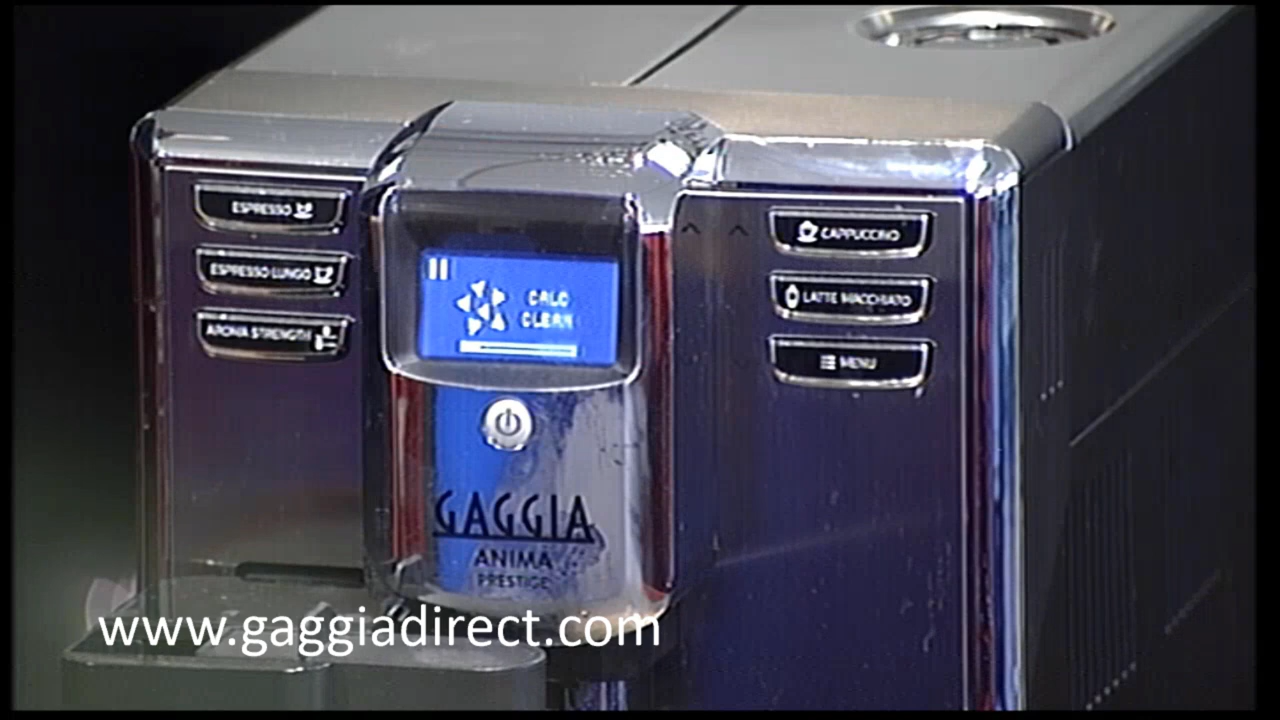 ESPRESSO
ESPRESSO LUNGO
AROMA STRENGTH
CALC
CLEAN
CAPPUCCINO
LATTE MACCHIATO
MENU
GAGGIA
ANIMA
PRESTIGE
www.gaggiadirect.com